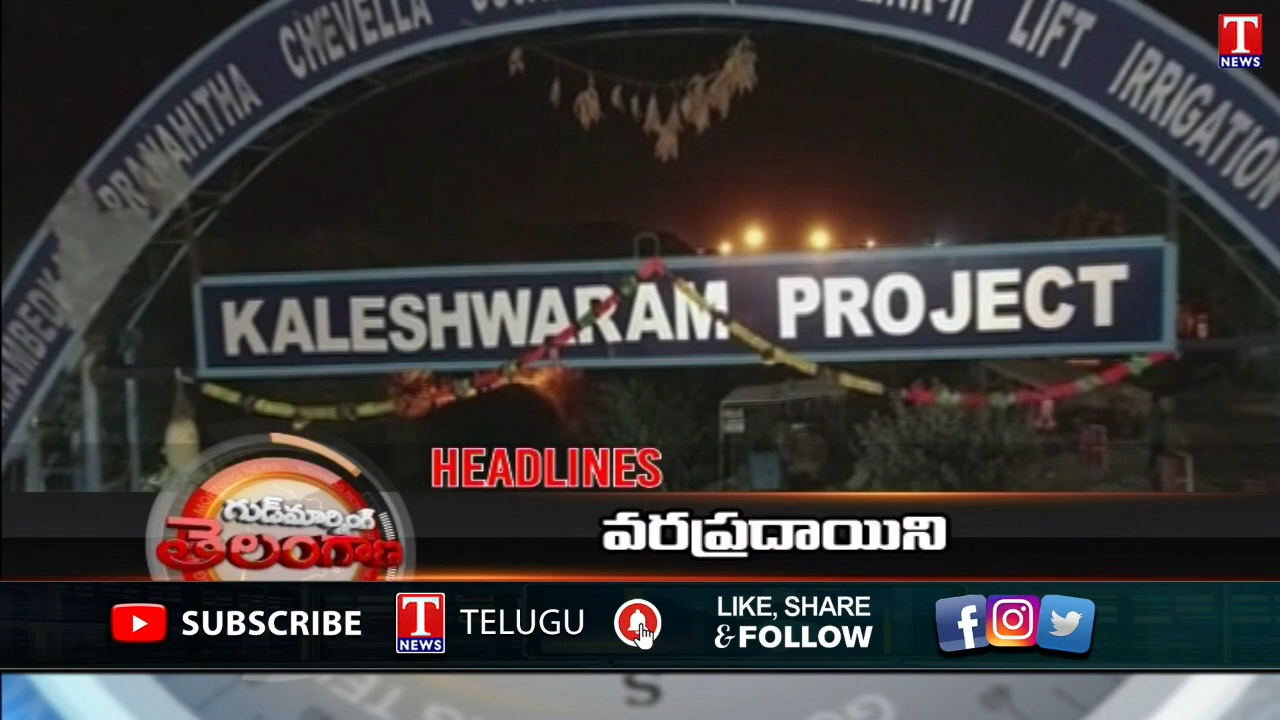 PRANAHITHA CHEVELLA
LIFT IRRIGATION
T
NEWS
KALESHWARAM PROJECT
HEADLINES
గుడ్‌మార్నింగ్
తెలంగాణ
వరప్రదాయిని
SUBSCRIBE
T
NEWS
TELUGU
LIKE, SHARE
& FOLLOW